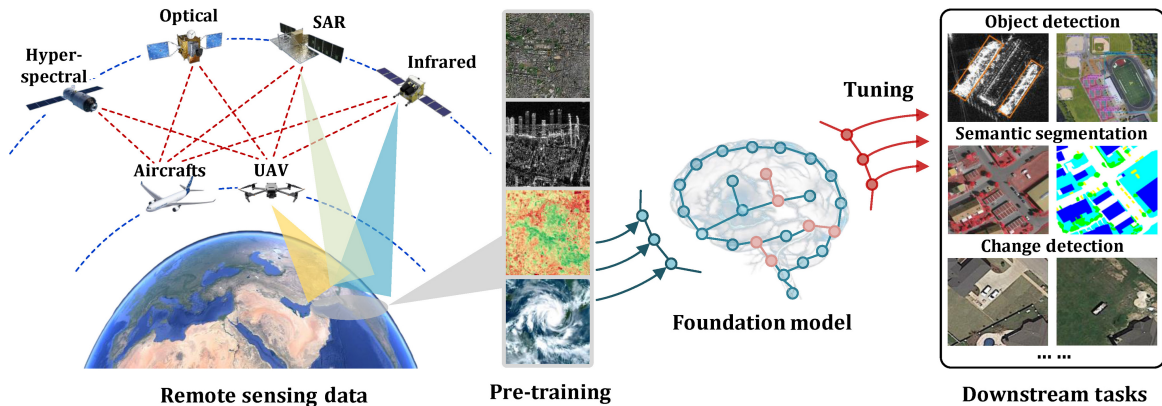 Optical
SAR
Hyper-
spectral
Infrared
Aircrafts
UAV
Remote sensing data
Pre-training
Foundation model
Tuning
Object detection
Semantic segmentation
Change detection
... ...
Downstream tasks